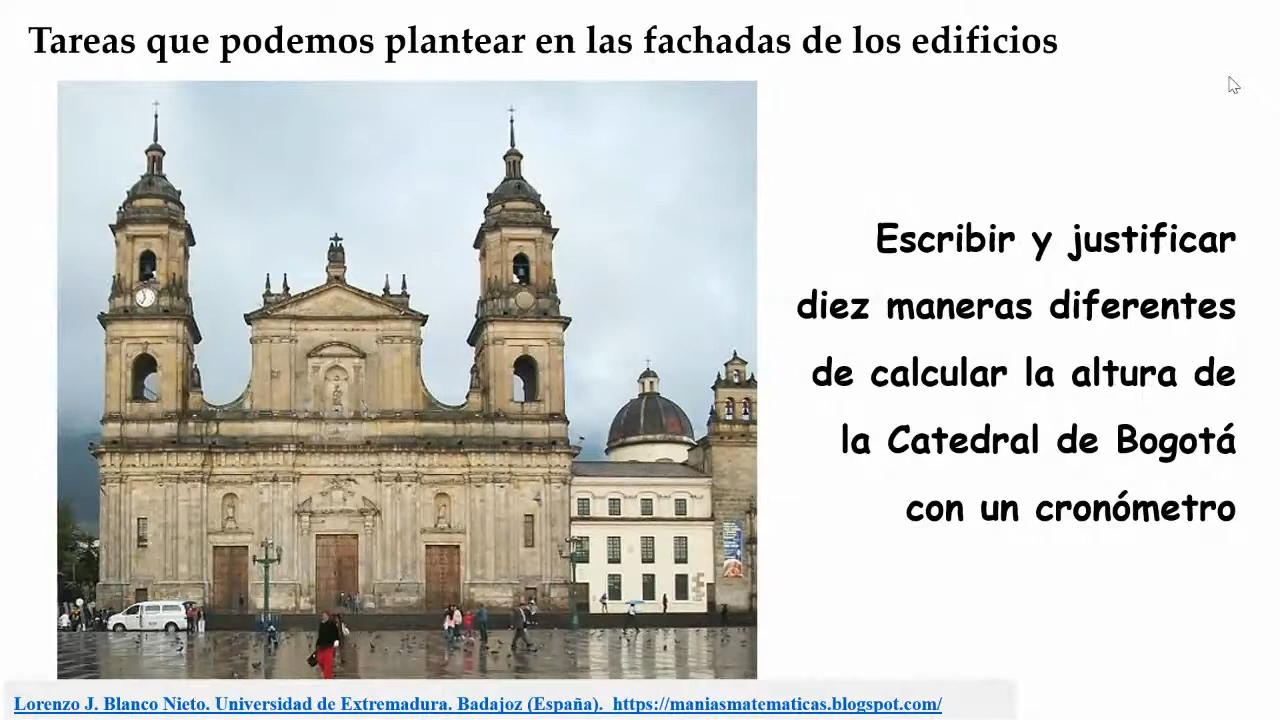 Tareas que podemos plantear en las fachadas de los edificios
Escribir y justificar
diez maneras diferentes
de calcular la altura de
la Catedral de Bogotá
con un cronómetro
Lorenzo J. Blanco Nieto. Universidad de Extremadura. Badajoz (España). https://maniasmatematicas.blogspot.com/